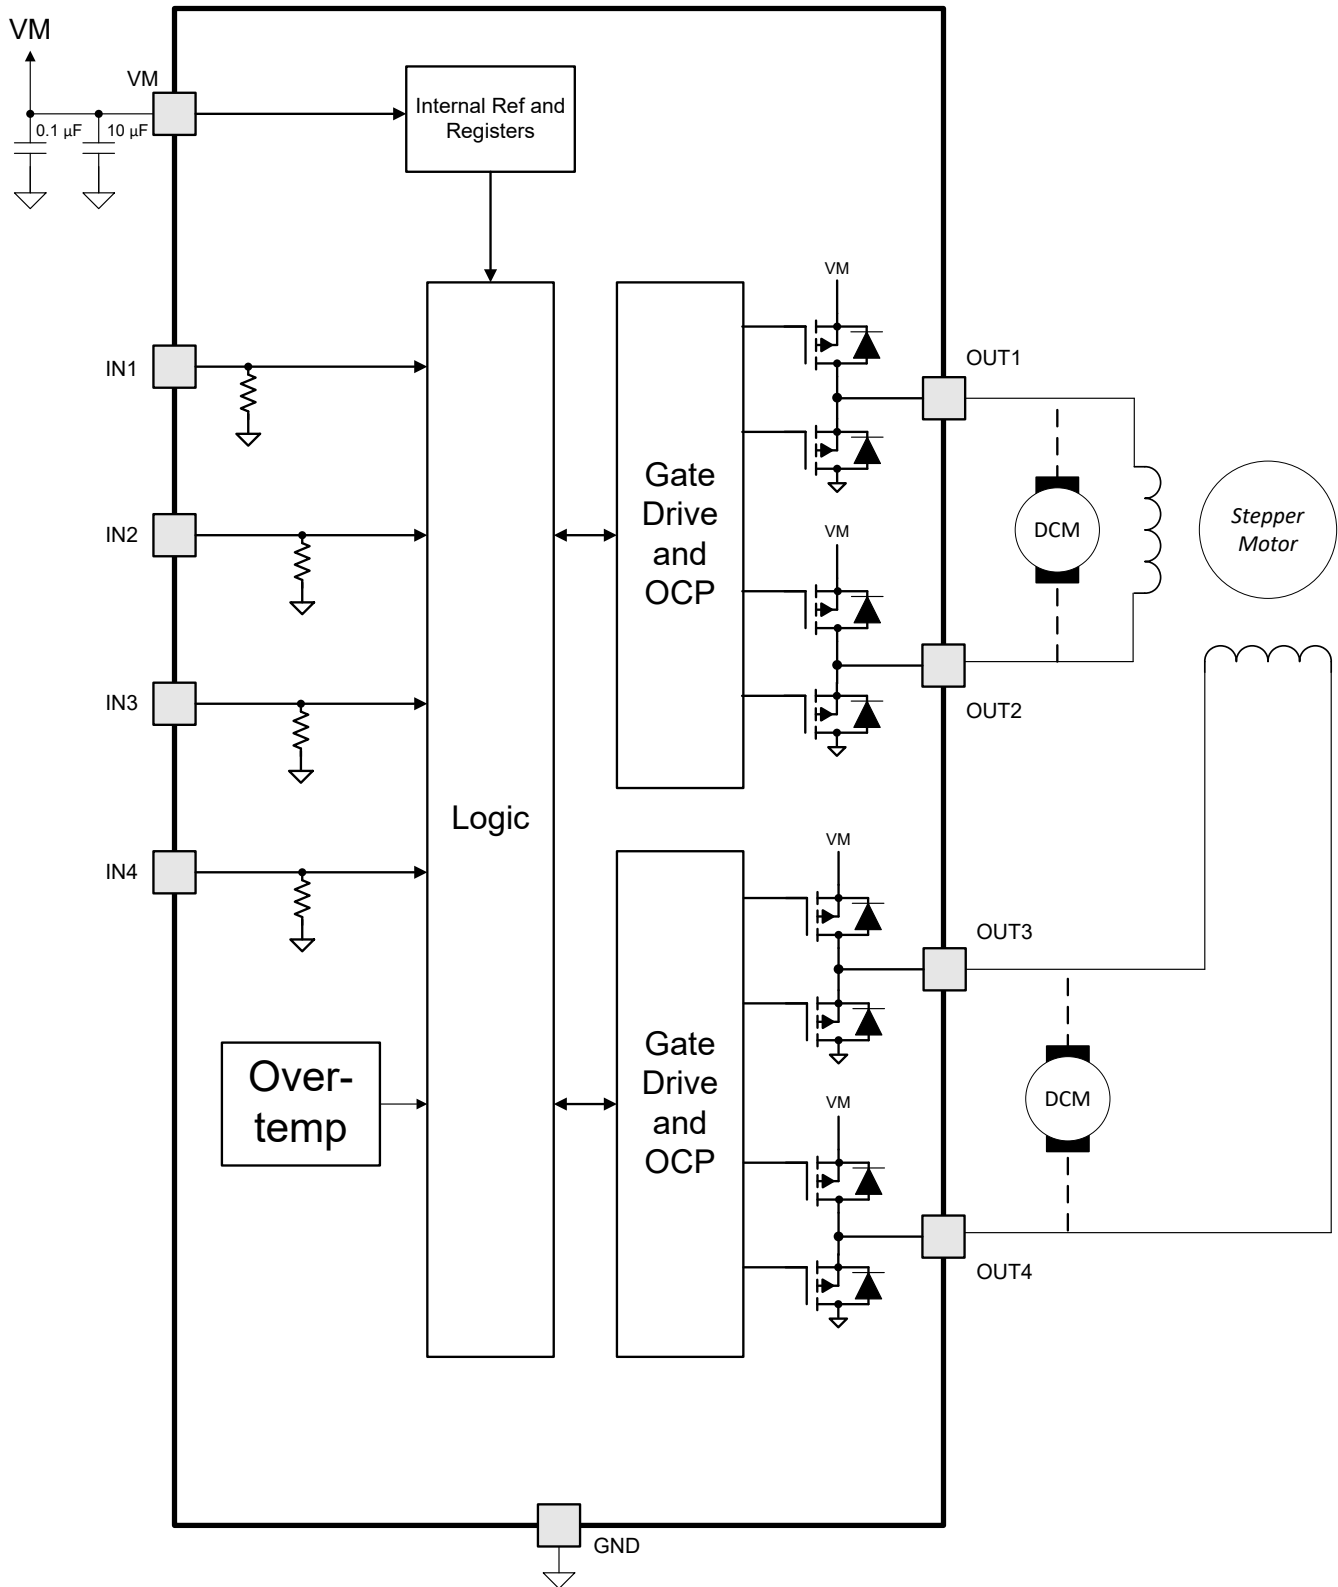 VM
VM
0.1 µF
10 µF
Internal Ref and
Registers
VM
IN1
OUT1
Gate
Drive
and
OCP
DCM
Stepper
Motor
IN2
VM
IN3
OUT2
Logic
VM
IN4
OUT3
Over-
temp
Gate
Drive
and
OCP
DCM
VM
OUT4
GND